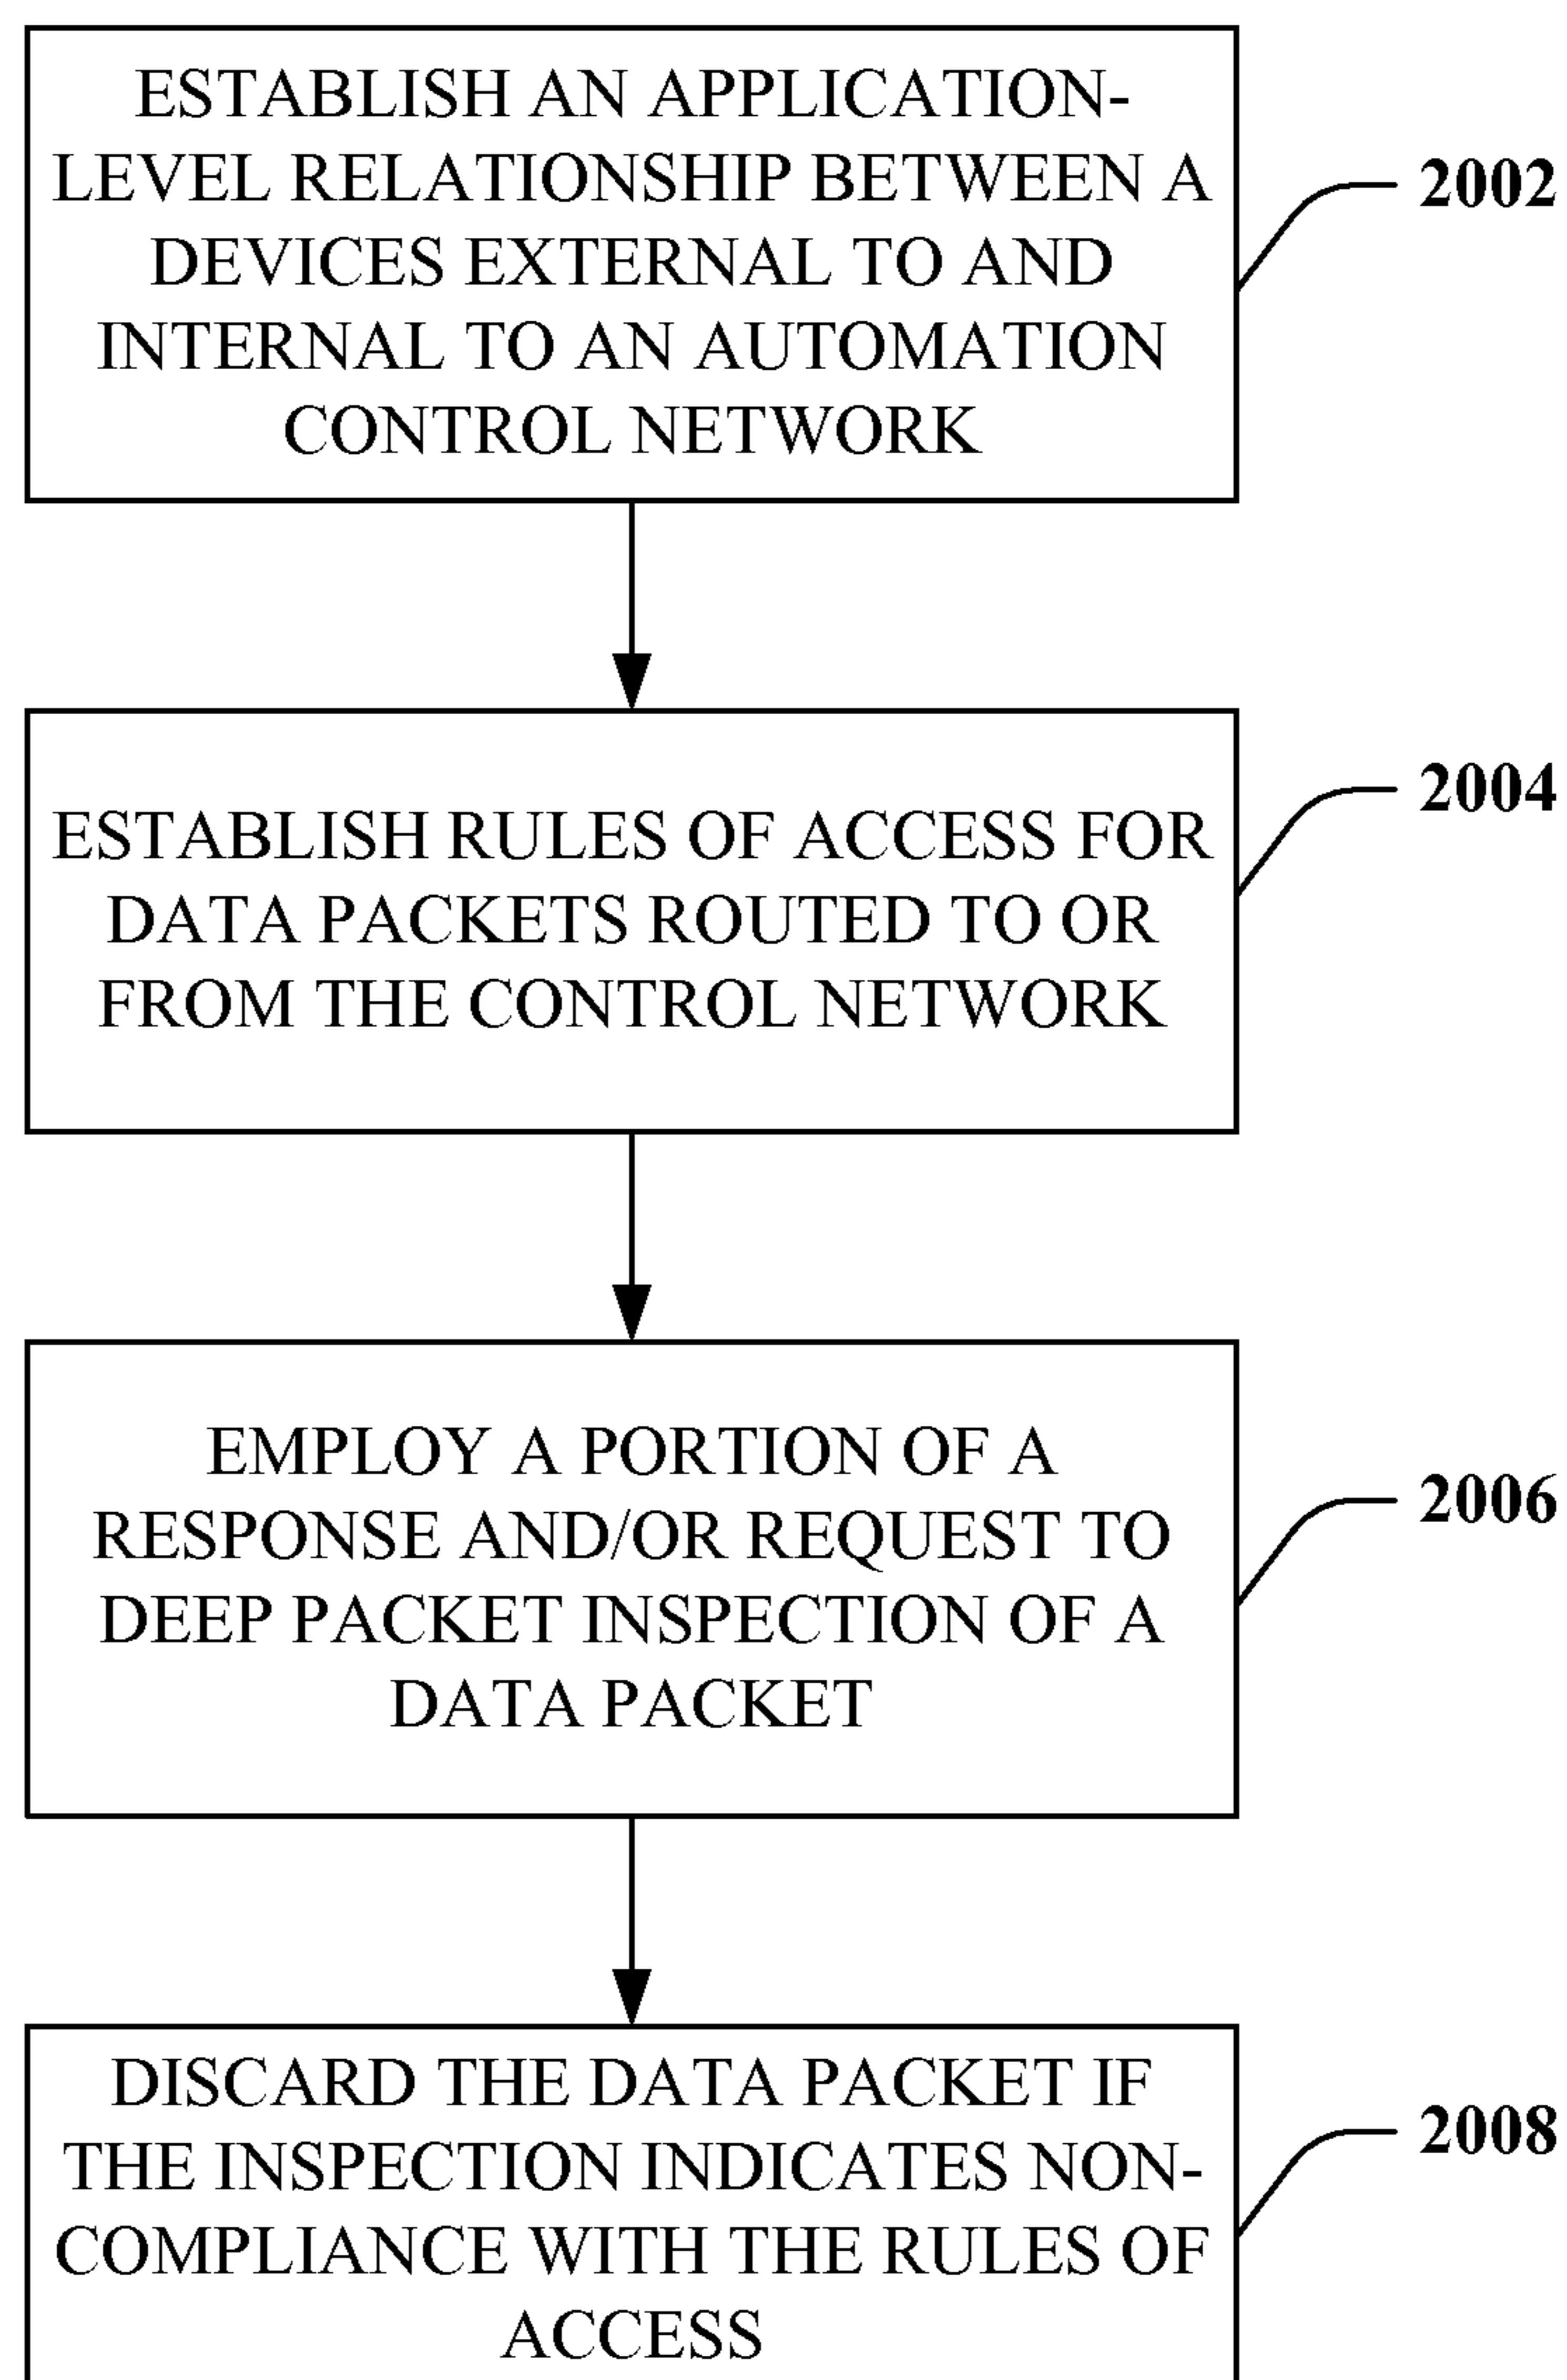 ESTABLISH AN APPLICATION-
LEVEL RELATIONSHIP BETWEEN A
DEVICES EXTERNAL TO AND
INTERNAL TO AN AUTOMATION
CONTROL NETWORK
2002
ESTABLISH RULES OF ACCESS FOR
DATA PACKETS ROUTED TO OR
FROM THE CONTROL NETWORK
2004
EMPLOY A PORTION OF A
RESPONSE AND/OR REQUEST TO
DEEP PACKET INSPECTION OF A
DATA PACKET
2006
DISCARD THE DATA PACKET IF
THE INSPECTION INDICATES NON-
COMPLIANCE WITH THE RULES OF
ACCESS
2008